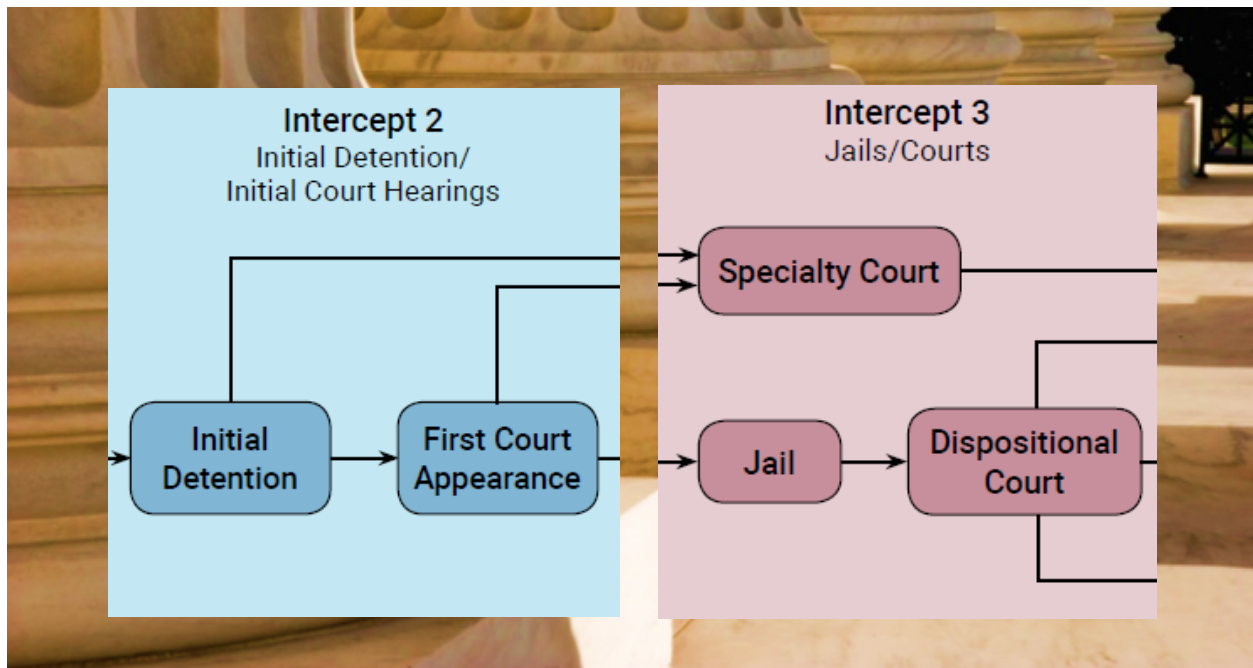 Intercept 2
Initial Detention/
Initial Court Hearings
Initial
Detention
First Court
Appearance
Intercept 3
Jails/Courts
Specialty Court
Jail
Dispositional
Court